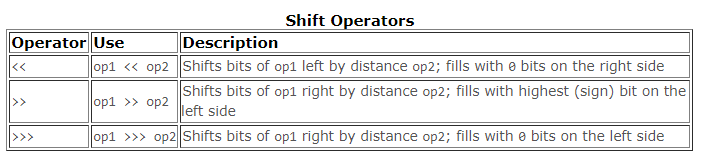 Shift Operators
Operator Use Description
<< op1 << op2 Shifts bits of op1 left by distance op2; fills with 0 bits on the right side
>> op1 >> op2 Shifts bits of op1 right by distance op2; fills with highest (sign) bit on the
left side
>>> op1 >>> op2 Shifts bits of op1 right by distance op2; fills with 0 bits on the left side